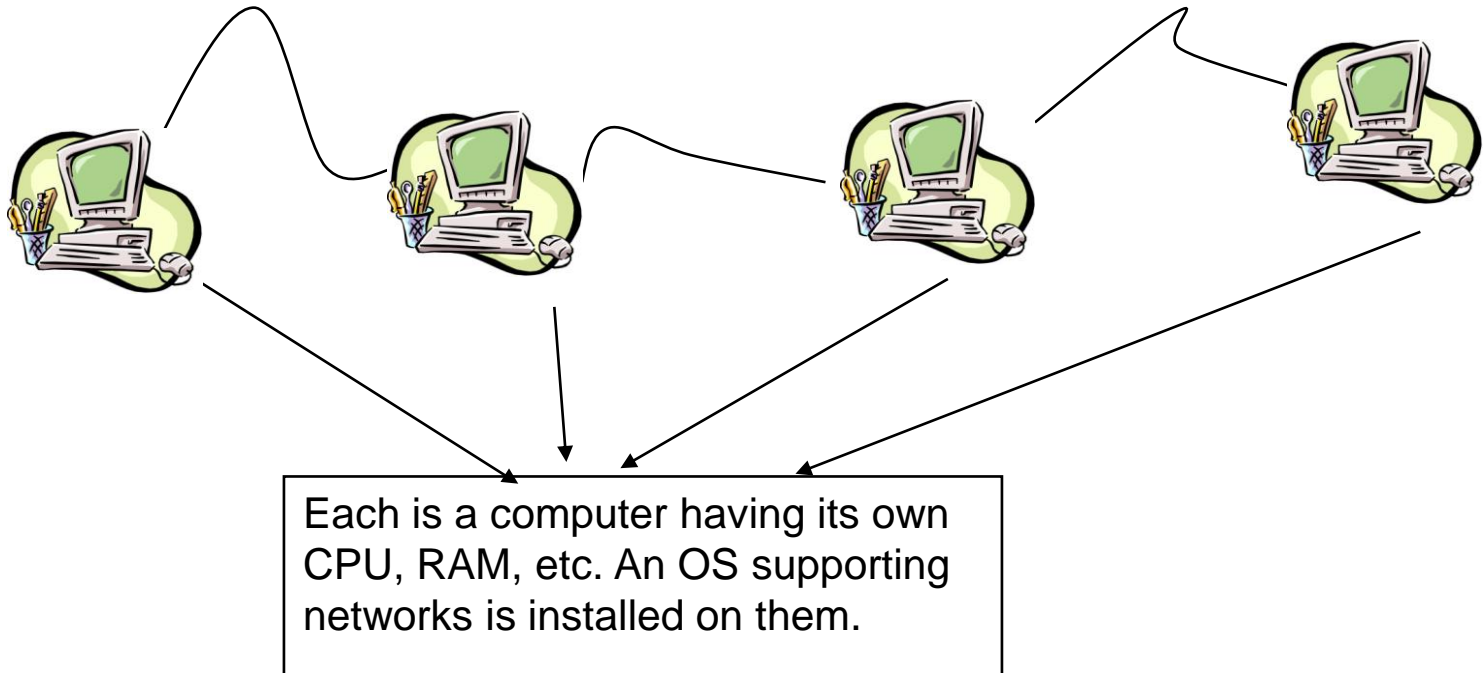 Each is a computer having its own
CPU, RAM, etc. An OS supporting
networks is installed on them.